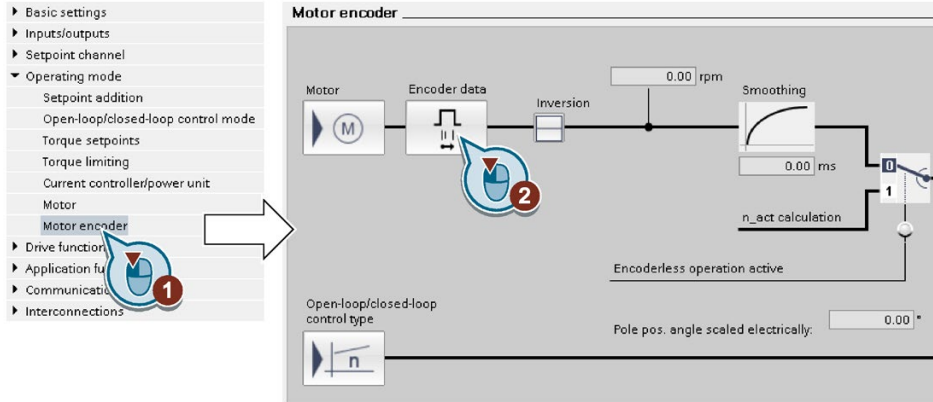 Basic settings
Inputs/outputs
Setpoint channel
Operating mode
Setpoint addition
Open-loop/closed-loop control mode
Torque setpoints
Torque limiting
Current controller/power unit
Motor
Motor encoder
Drive function
Application fu
Communicatio
Interconnections
1
Motor encoder
Motor
M
Encoder data
2
Inversion
0.00 rpm
Smoothing
0.00 ms
0
1
n_act calculation
Encoderless operation active
Open-loop/closed-loop
control type
n
Pole pos. angle scaled electrically:
0.00 °